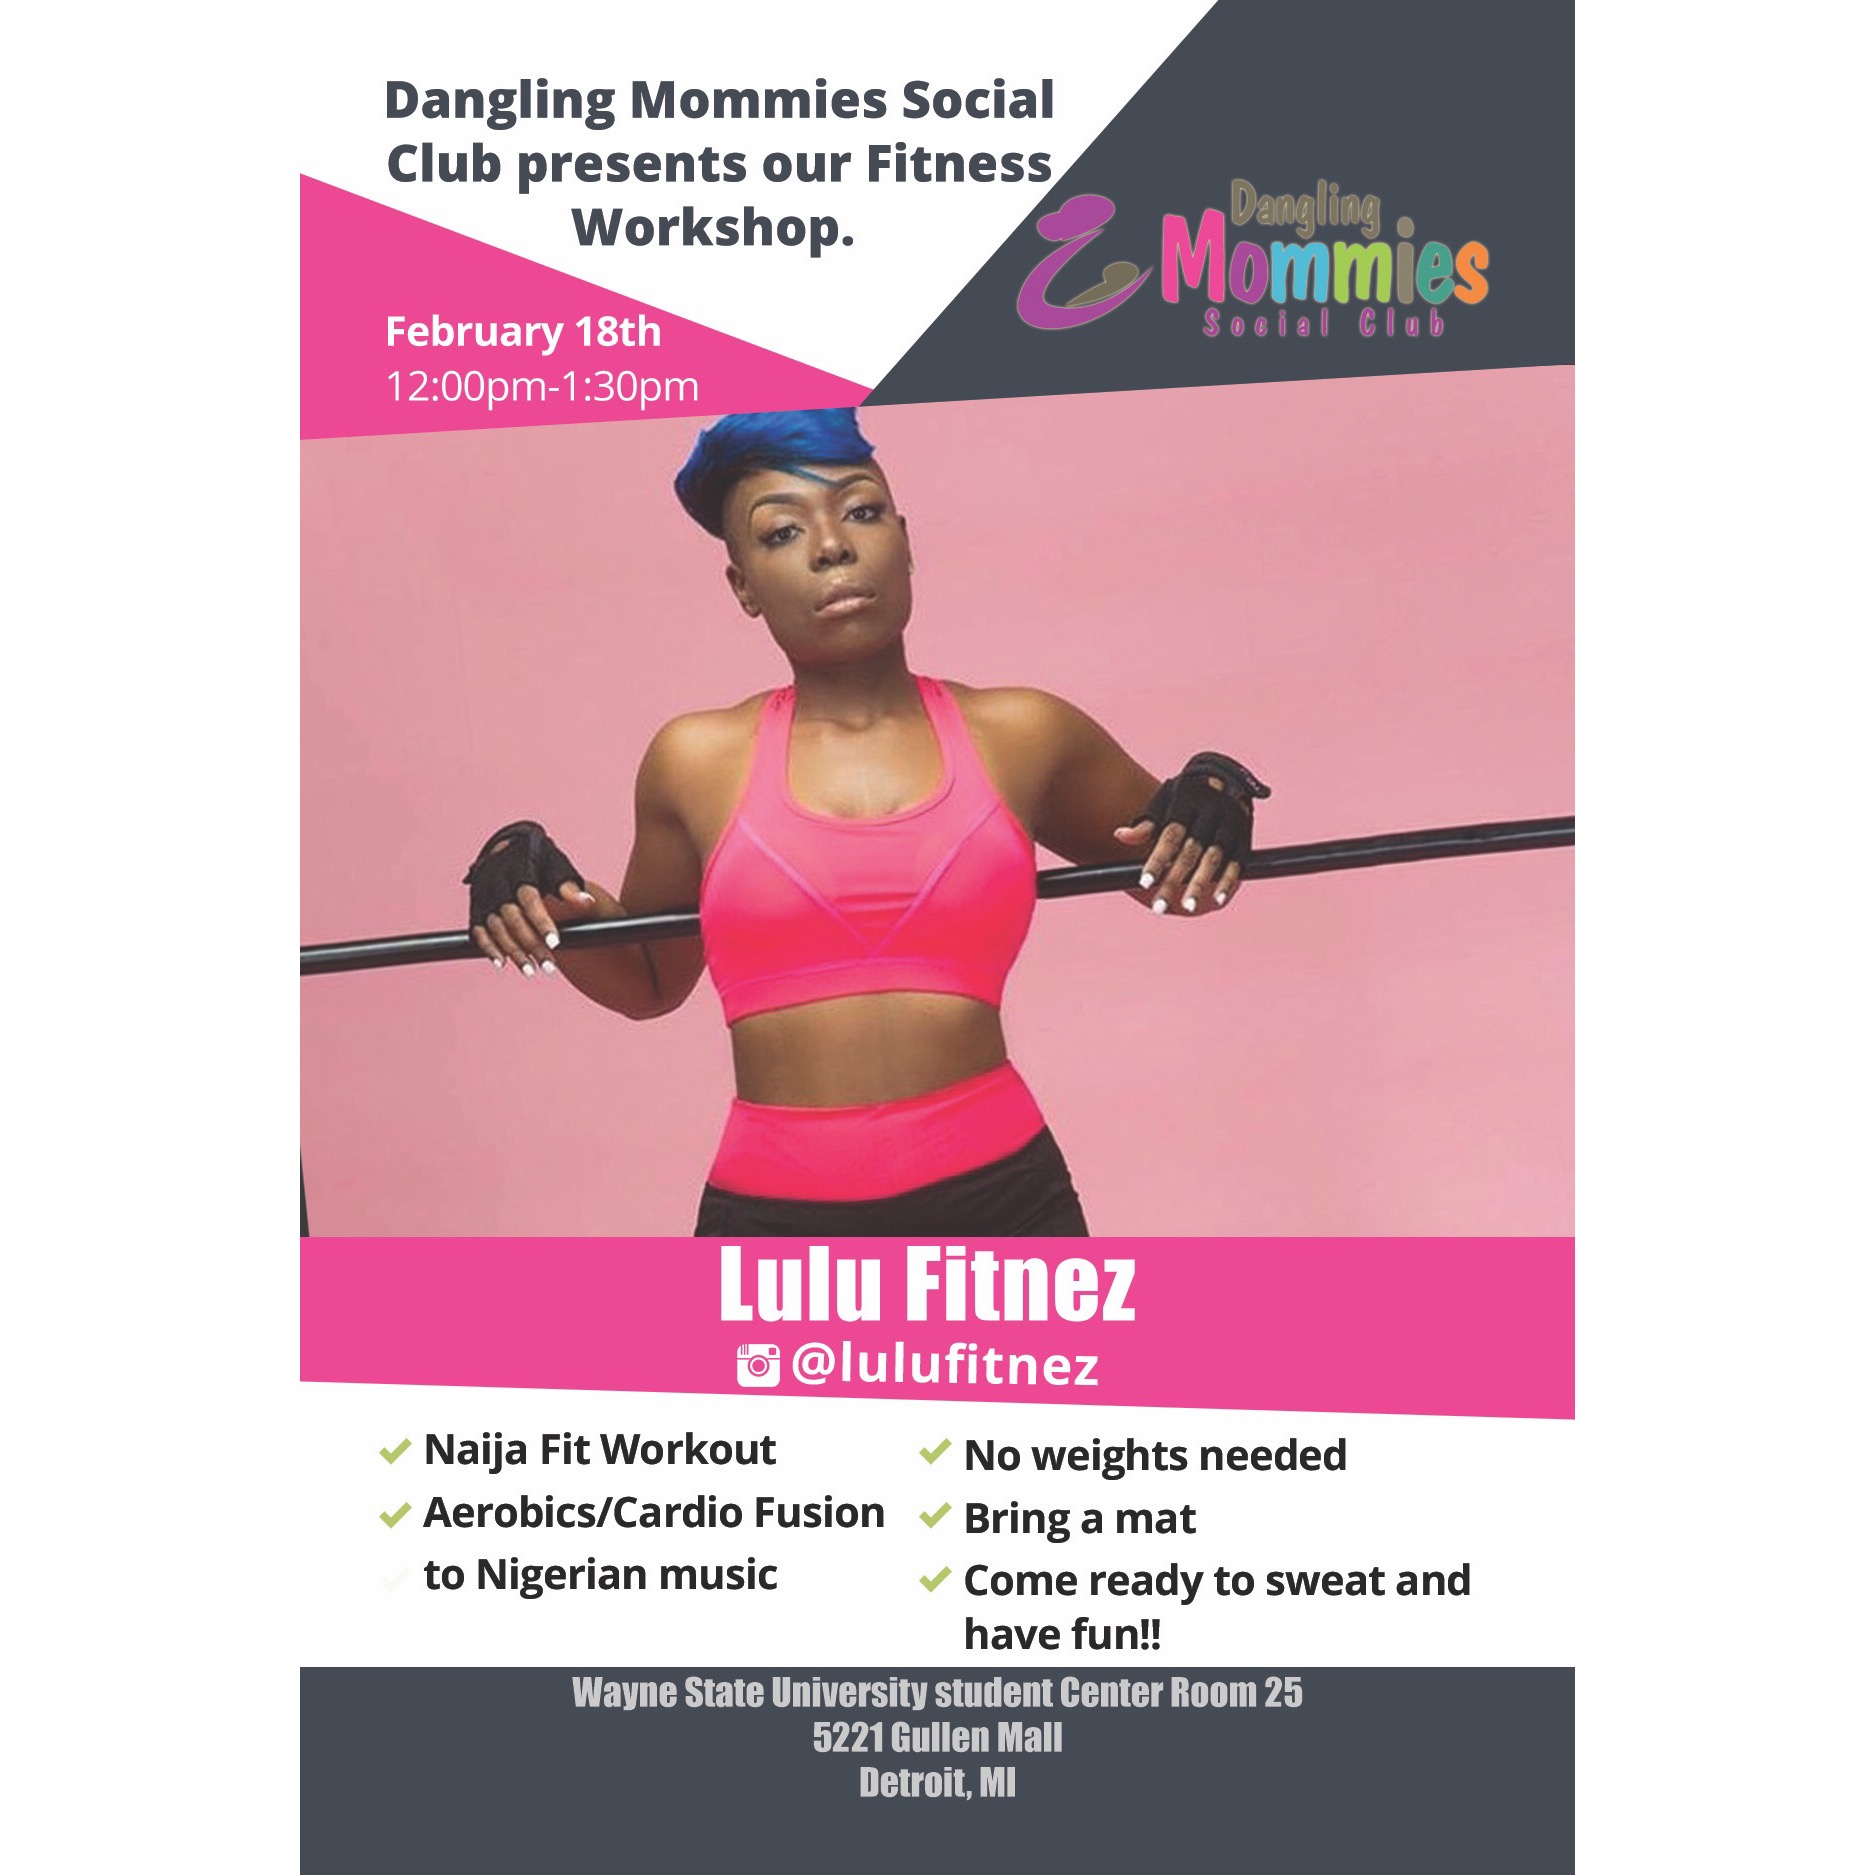 Dangling Mommies Social
Club presents our Fitness
Workshop.
Dangling
Mommies
Social Club
February 18th
12:00pm-1:30pm
Lulu Fitnez
@lulufitnez
Naija Fit Workout
Aerobics/Cardio Fusion
to Nigerian music
No weights needed
Bring a mat
Come ready to sweat and
have fun!!
Wayne State University student Center Room 25
5221 Gullen Mall
Detroit, MI